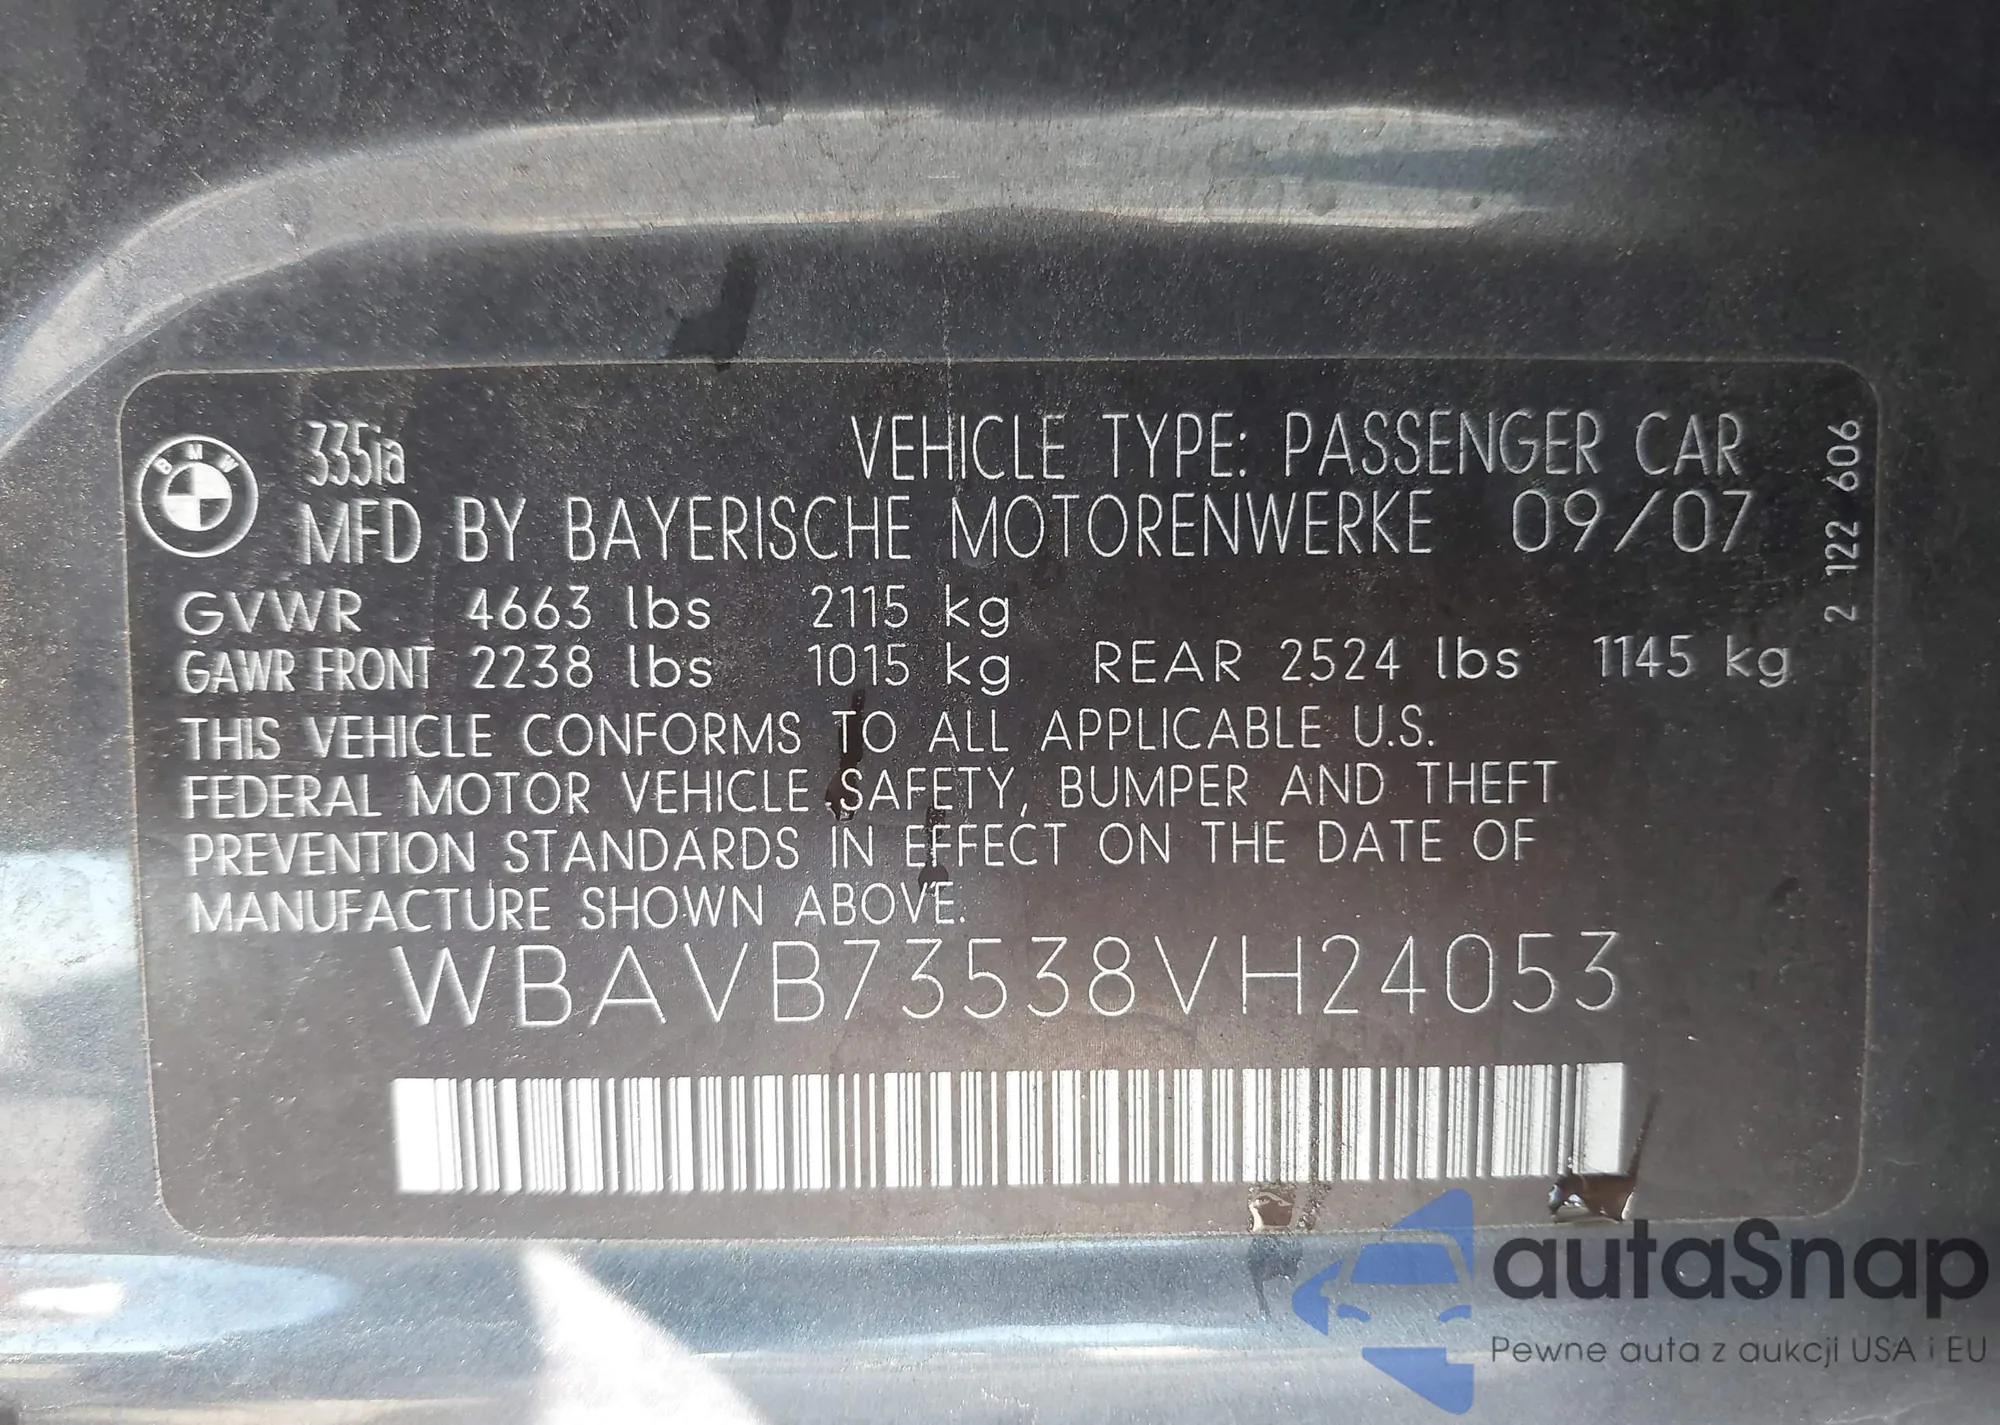 335ia VEHICLE TYPE: PASSENGER CAR
BMW
MFD BY BAYERISCHE MOTORENWERKE 09/07
GVWR 4663 lbs 2115 kg
GAWR FRONT 2238 lbs 1015 kg REAR 2524 lbs 1145 kg
THIS VEHICLE CONFORMS TO ALL APPLICABLE U.S.
FEDERAL MOTOR VEHICLE SAFETY, BUMPER AND THEFT
PREVENTION STANDARDS IN EFFECT ON THE DATE OF
MANUFACTURE SHOWN ABOVE.
WBAVB73538VH24053
2 122 606
autaSnap
Pewne auta z aukcji USA i EU